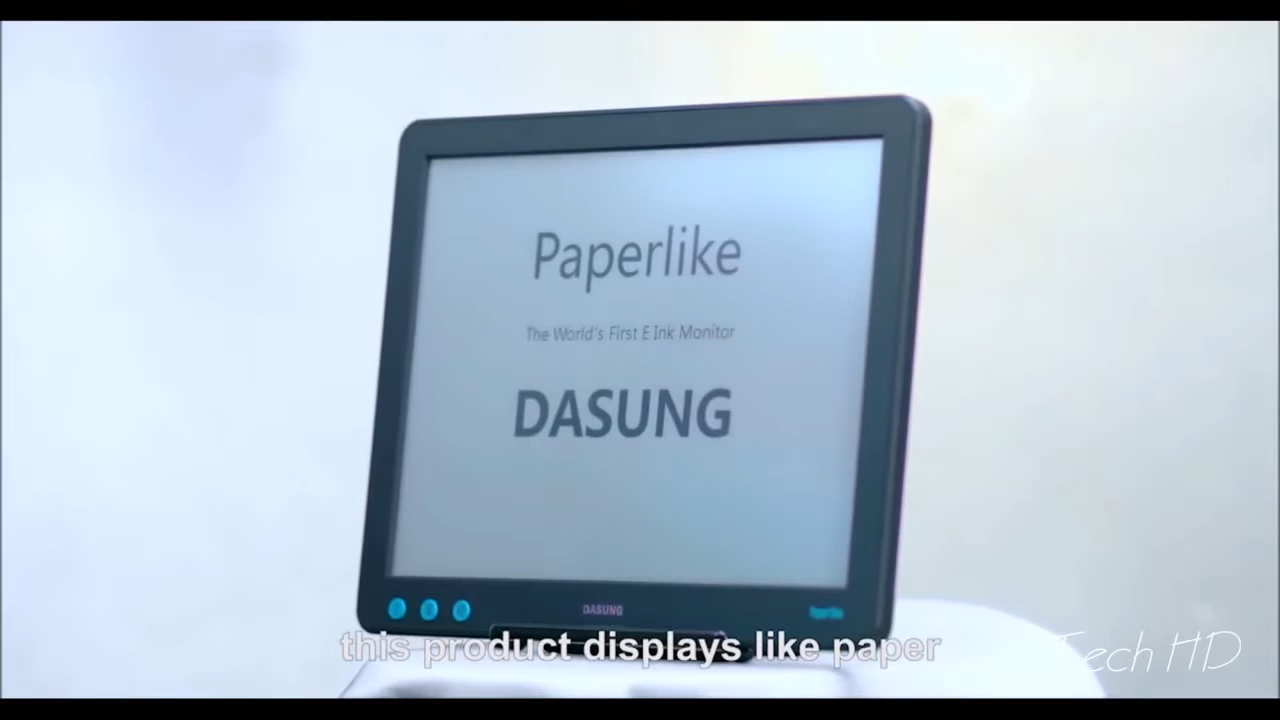 Paperlike
The World's First E Ink Monitor
DASUNG
DASUNG
Paperlike
this product displays like paper
Tech HD